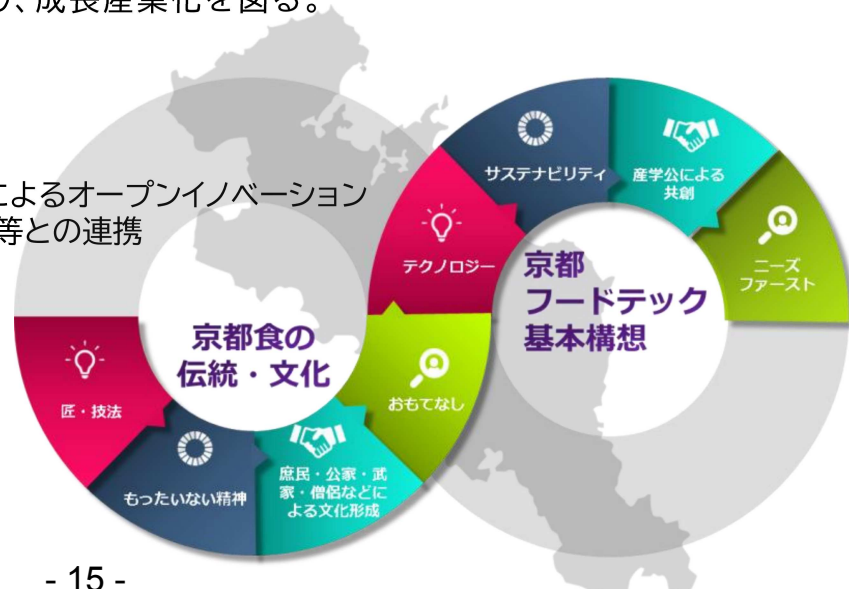 、成長産業化を図る。
によるオープンイノベーション
等との連携
サステナビリティ
産学公による
共創
テクノロジー
ニーズ
ファースト
京都
フードテック
基本構想
京都食の
伝統・文化
匠・技法
もったいない精神
庶民・公家・武
家・僧侶などに
よる文化形成
おもてなし
- 15 -